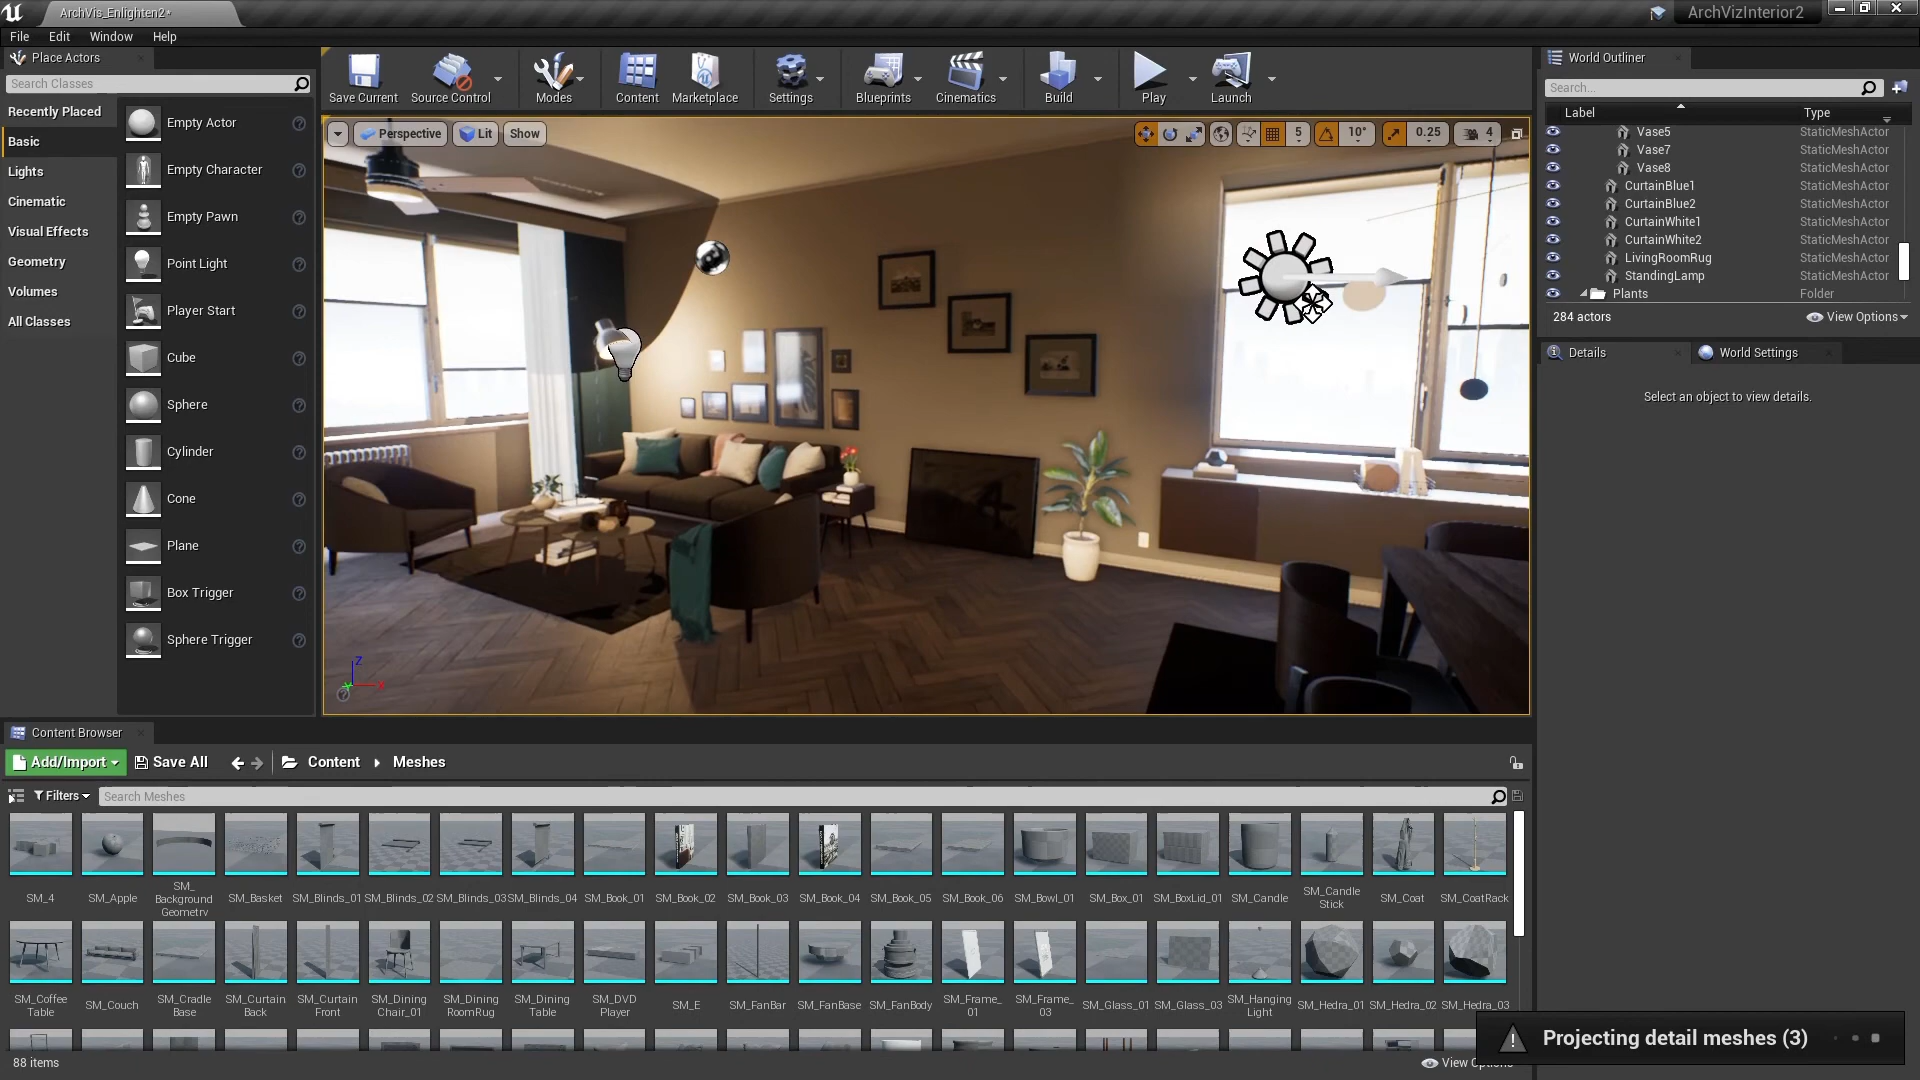 ArchVis_Enlighten2*
ArchVizInterior2
File Edit Window Help
Place Actors
Search Classes
Recently Placed
Basic
Lights
Cinematic
Visual Effects
Geometry
Volumes
All Classes
Empty Actor
Empty Character
Empty Pawn
Point Light
Player Start
Cube
Sphere
Cylinder
Cone
Plane
Box Trigger
Sphere Trigger
Save Current Source Control Modes Content Marketplace Settings Blueprints Cinematics Build Play Launch
Perspective Lit Show 5 10° 0.25 4
Z
X
World Outliner
Search...
Label Type
Vase5 StaticMeshActor
Vase7 StaticMeshActor
Vase8 StaticMeshActor
CurtainBlue1 StaticMeshActor
CurtainBlue2 StaticMeshActor
CurtainWhite1 StaticMeshActor
CurtainWhite2 StaticMeshActor
LivingRoomRug StaticMeshActor
StandingLamp StaticMeshActor
Plants Folder
284 actors View Options
Details World Settings
Select an object to view details.
Content Browser
Add/Import Save All Content Meshes
Filters Search Meshes
SM_4
SM_Apple
SM_
Background
Geometry
SM_Basket
SM_Blinds_01
SM_Blinds_02
SM_Blinds_03
SM_Blinds_04
SM_Book_01
SM_Book_02
SM_Book_03
SM_Book_04
SM_Book_05
SM_Book_06
SM_Bowl_01
SM_Box_01
SM_BoxLid_01
SM_Candle
SM_Candle
Stick
SM_Coat
SM_CoatRack
SM_Coffee
Table
SM_Couch
SM_Cradle
Base
SM_Curtain
Back
SM_Curtain
Front
SM_Dining
Chair_01
SM_Dining
RoomRug
SM_Dining
Table
SM_DVD
Player
SM_E
SM_FanBar
SM_FanBase
SM_FanBody
SM_Frame_
01
SM_Frame_
03
SM_Glass_01
SM_Glass_03
SM_Hanging
Light
SM_Hedra_01
SM_Hedra_02
SM_Hedra_03
88 items
View Options
Projecting detail meshes (3)